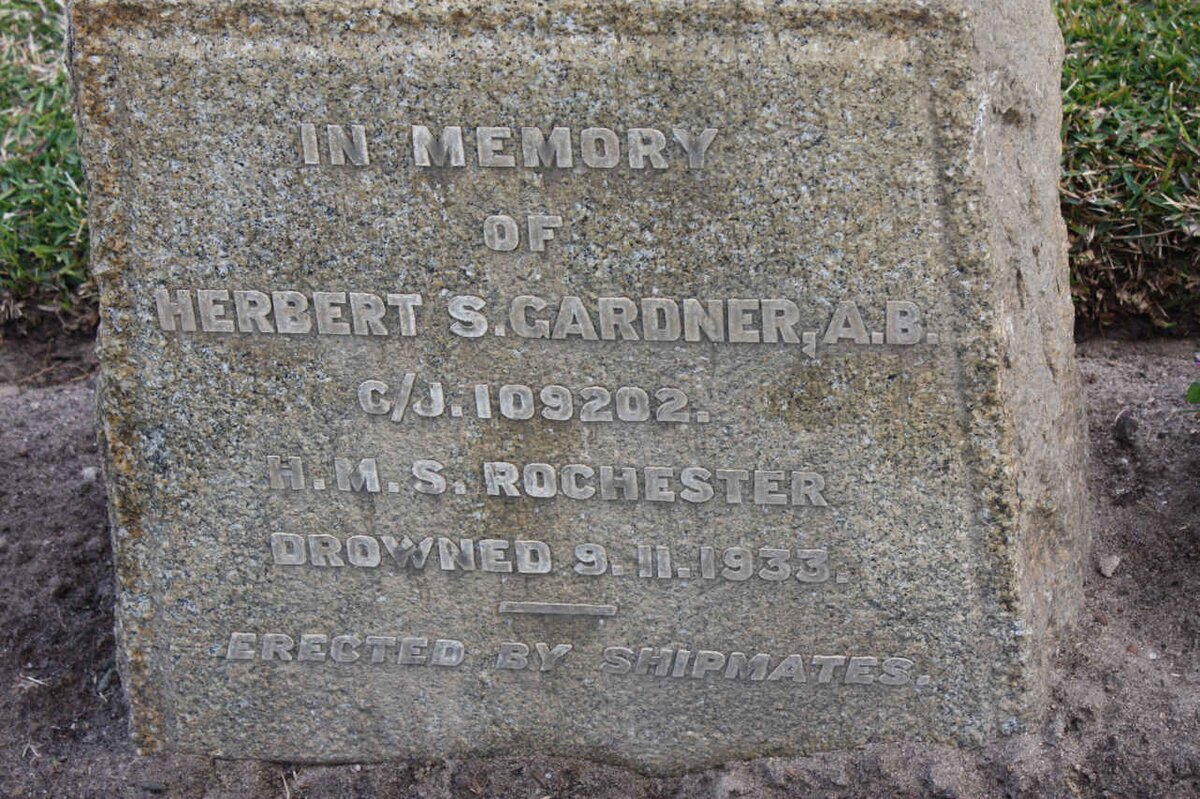 IN MEMORY
OF
HERBERT S. GARDNER, A.B.
C/J. 109202.
H.M.S. ROCHESTER
DROWNED 9.11.1933.
ERECTED BY SHIPMATES.